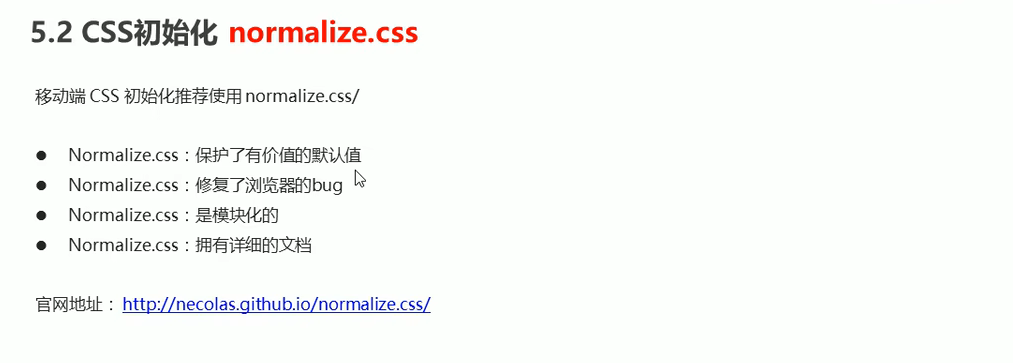 5.2 CSS初始化 normalize.css
移动端 CSS 初始化推荐使用 normalize.css/
● Normalize.css：保护了有价值的默认值
● Normalize.css：修复了浏览器的bug
● Normalize.css：是模块化的
● Normalize.css：拥有详细的文档
官网地址： http://necolas.github.io/normalize.css/